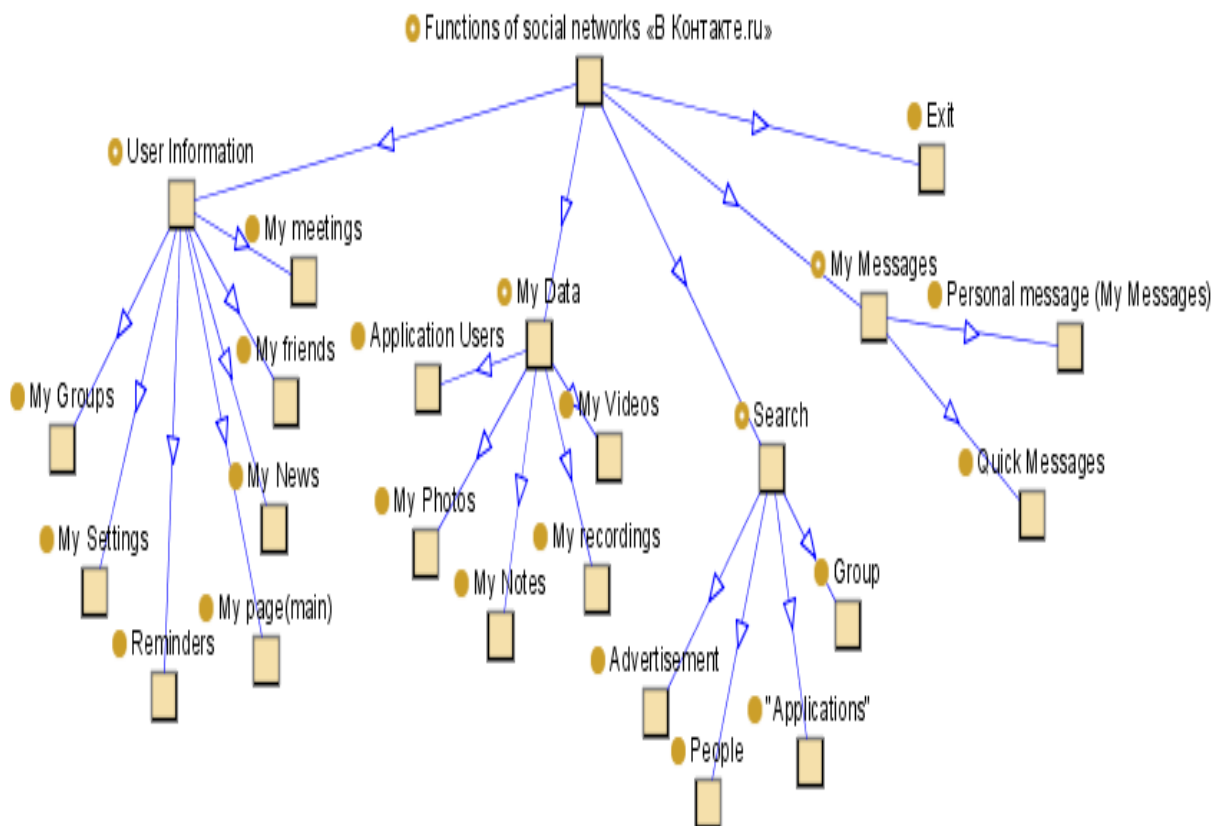 Functions of social networks «В Контакте.ru»
Exit
User Information
My meetings
My Messages
My Data
Personal message (My Messages)
Application Users
My friends
My Groups
My Videos
Search
My News
Quick Messages
My Photos
My Settings
My recordings
My Notes
Group
My page(main)
Reminders
Advertisement
"Applications"
People